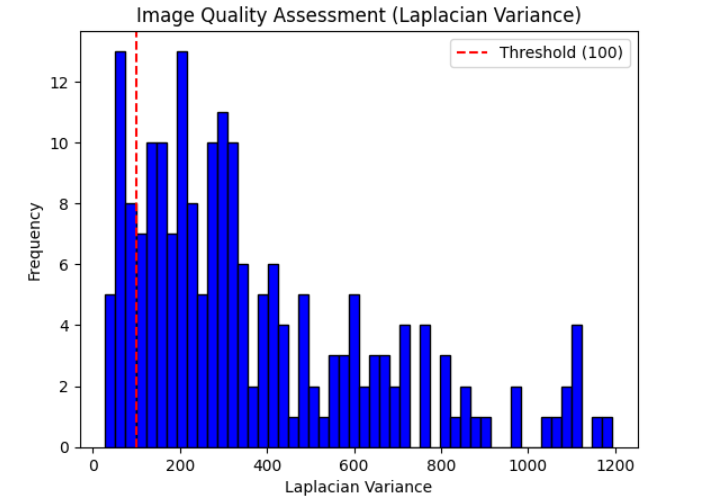 Image Quality Assessment (Laplacian Variance)
Threshold (100)
12
10
8
6
4
2
0
Frequency
0 200 400 600 800 1000 1200
Laplacian Variance